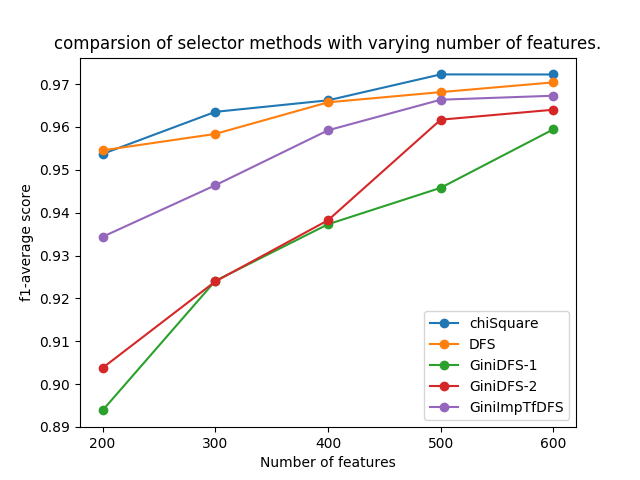 comparsion of selector methods with varying number of features.
f1-average score
0.97
0.96
0.95
0.94
0.93
0.92
0.91
0.90
0.89
200
300
400
500
600
Number of features
chiSquare
DFS
GiniDFS-1
GiniDFS-2
GiniImpTfDFS